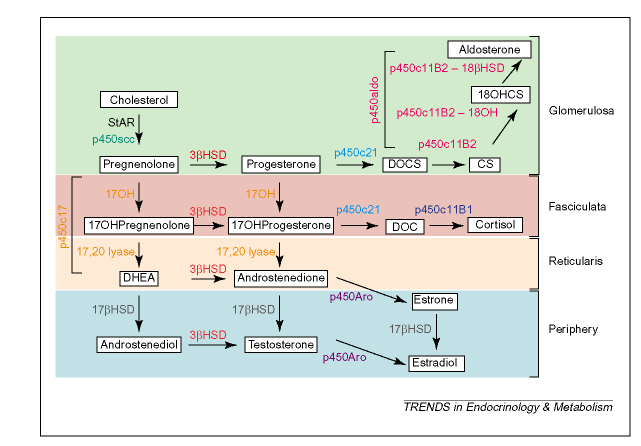 Aldosterone
p450c11B2 – 18βHSD
p450aldo
18OHCS
Cholesterol
p450c11B2 – 18OH
Glomerulosa
StAR
p450scc
p450c11B2
3βHSD
p450c21
Pregnenolone
Progesterone
DOCS
CS
17OH
17OH
Fasciculata
3βHSD
p450c21
p450c11B1
17OHPregnenolone
17OHProgesterone
DOC
Cortisol
p450c17
17,20 lyase
17,20 lyase
Reticularis
3βHSD
DHEA
Androstenedione
p450Aro
Estrone
17βHSD
17βHSD
17βHSD
Periphery
3βHSD
Androstenediol
Testosterone
p450Aro
Estradiol
TRENDS in Endocrinology & Metabolism